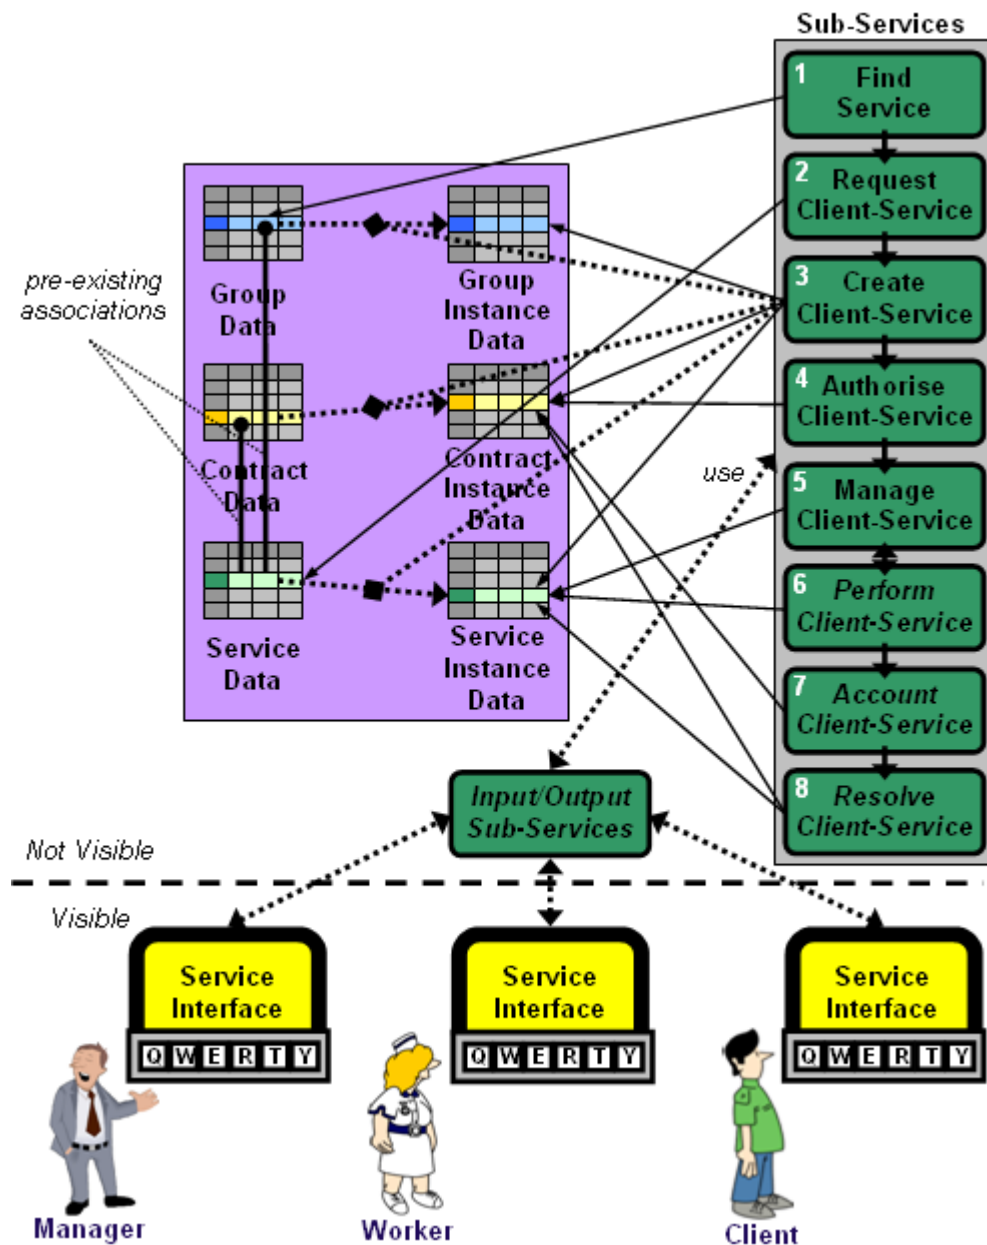 Sub-Services
1
Find
Service
2
Request
Client-Service
3
Create
Client-Service
4
Authorise
Client-Service
5
Manage
Client-Service
6
Perform
Client-Service
7
Account
Client-Service
8
Resolve
Client-Service
pre-existing
associations
Group
Data
Group
Instance
Data
Contract
Data
Contract
Instance
Data
Service
Data
Service
Instance
Data
use
Input/Output
Sub-Services
Not Visible
Visible
Service
Interface
Q W E R T Y
Service
Interface
Q W E R T Y
Service
Interface
Q W E R T Y
Manager
Worker
Client